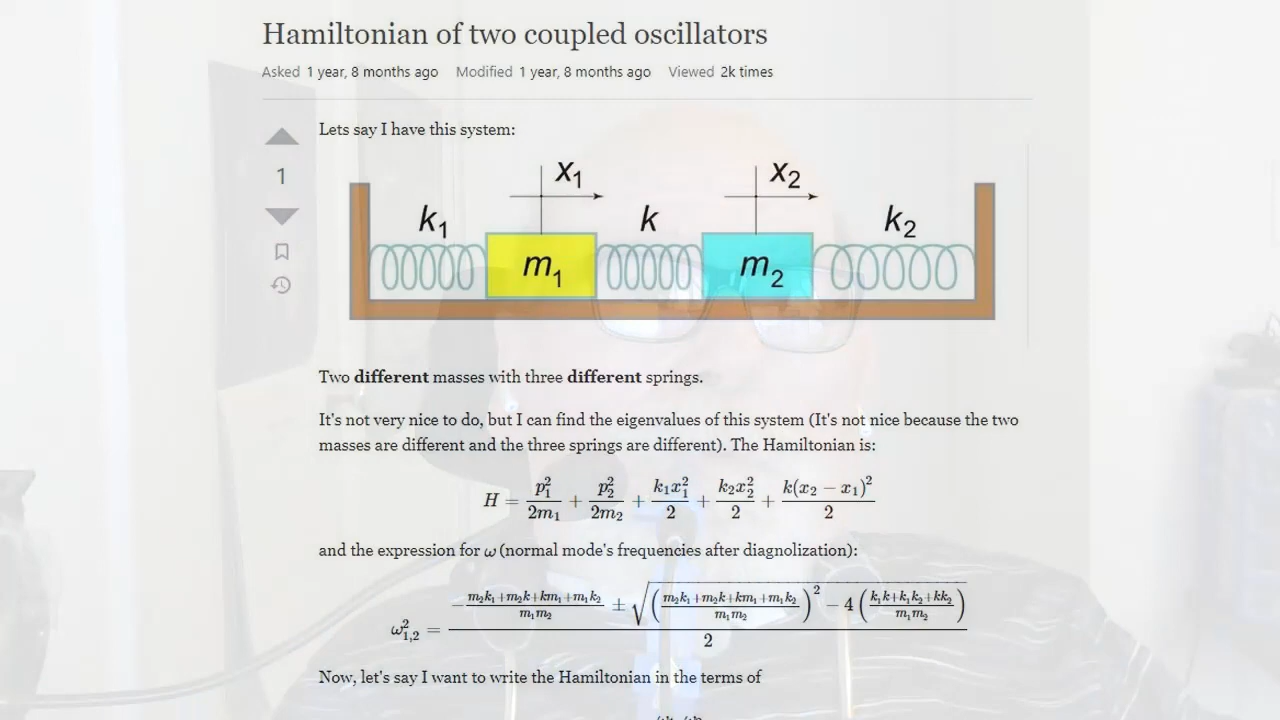 Hamiltonian of two coupled oscillators
Asked 1 year, 8 months ago Modified 1 year, 8 months ago Viewed 2k times
Lets say I have this system:
1
x₁ x₂
k₁ k k₂
m₁ m₂
Two different masses with three different springs.
It's not very nice to do, but I can find the eigenvalues of this system (It's not nice because the two
masses are different and the three springs are different). The Hamiltonian is:
H = p₁²/2m₁ + p₂²/2m₂ + k₁x₁²/2 + k₂x₂²/2 + k(x₂ − x₁)²/2
and the expression for ω (normal mode's frequencies after diagnolization):
ω²₁,₂ = (−(m₂k₁+m₂k+km₁+m₁k₂)/(m₁m₂) ± √(((m₂k₁+m₂k+km₁+m₁k₂)/(m₁m₂))² − 4((k₁k+k₁k₂+kk₂)/(m₁m₂))))/2
Now, let's say I want to write the Hamiltonian in the terms of